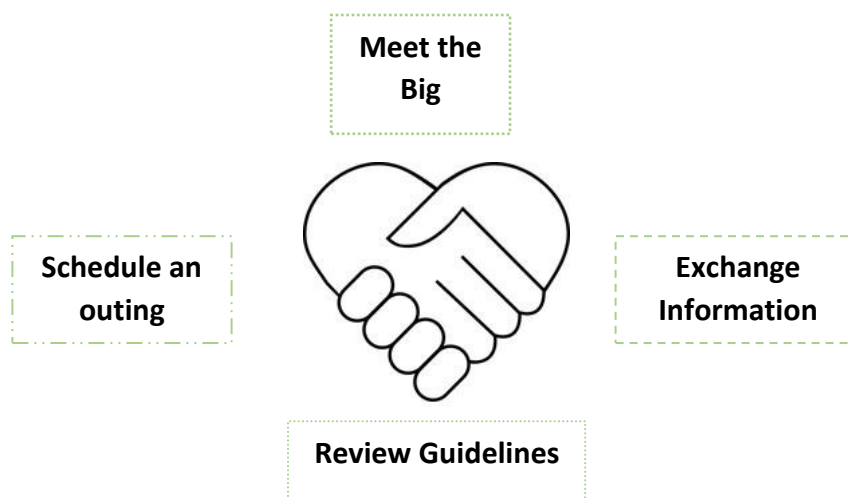 Meet the
Big
Schedule an
outing
Exchange
Information
Review Guidelines